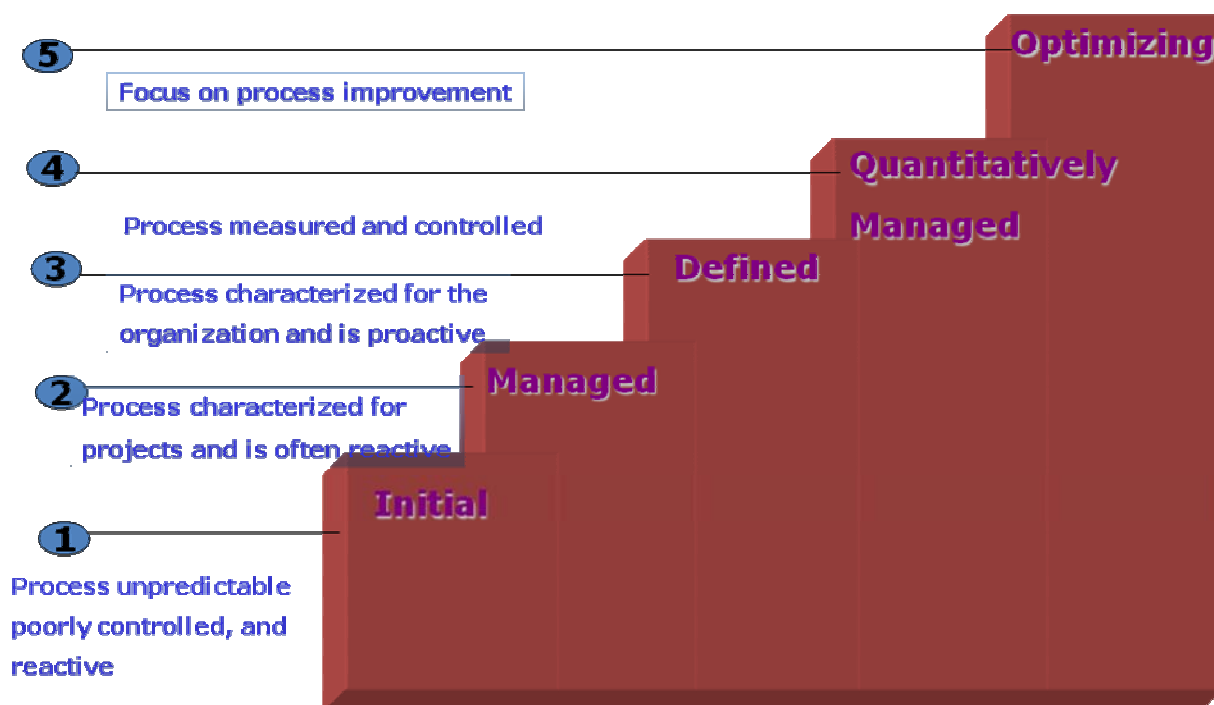 5
Optimizing
Focus on process improvement
4
Quantitatively
Managed
Process measured and controlled
3
Defined
Process characterized for the
organization and is proactive
2
Managed
Process characterized for
projects and is often reactive
Initial
1
Process unpredictable
poorly controlled, and
reactive